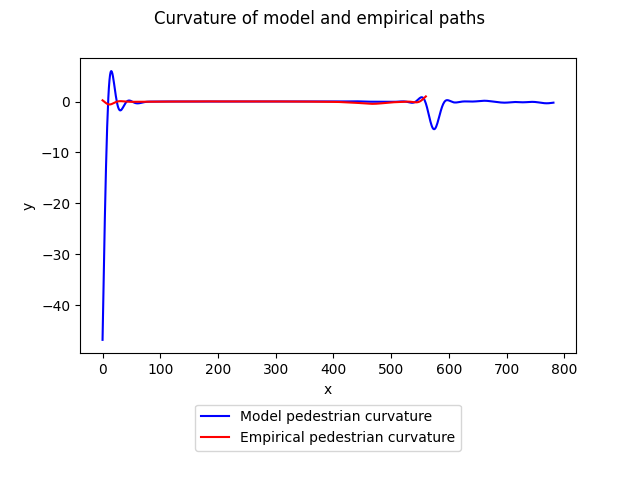 Curvature of model and empirical paths
0
−10
−20
−30
−40
y
0 100 200 300 400 500 600 700 800
x
Model pedestrian curvature
Empirical pedestrian curvature